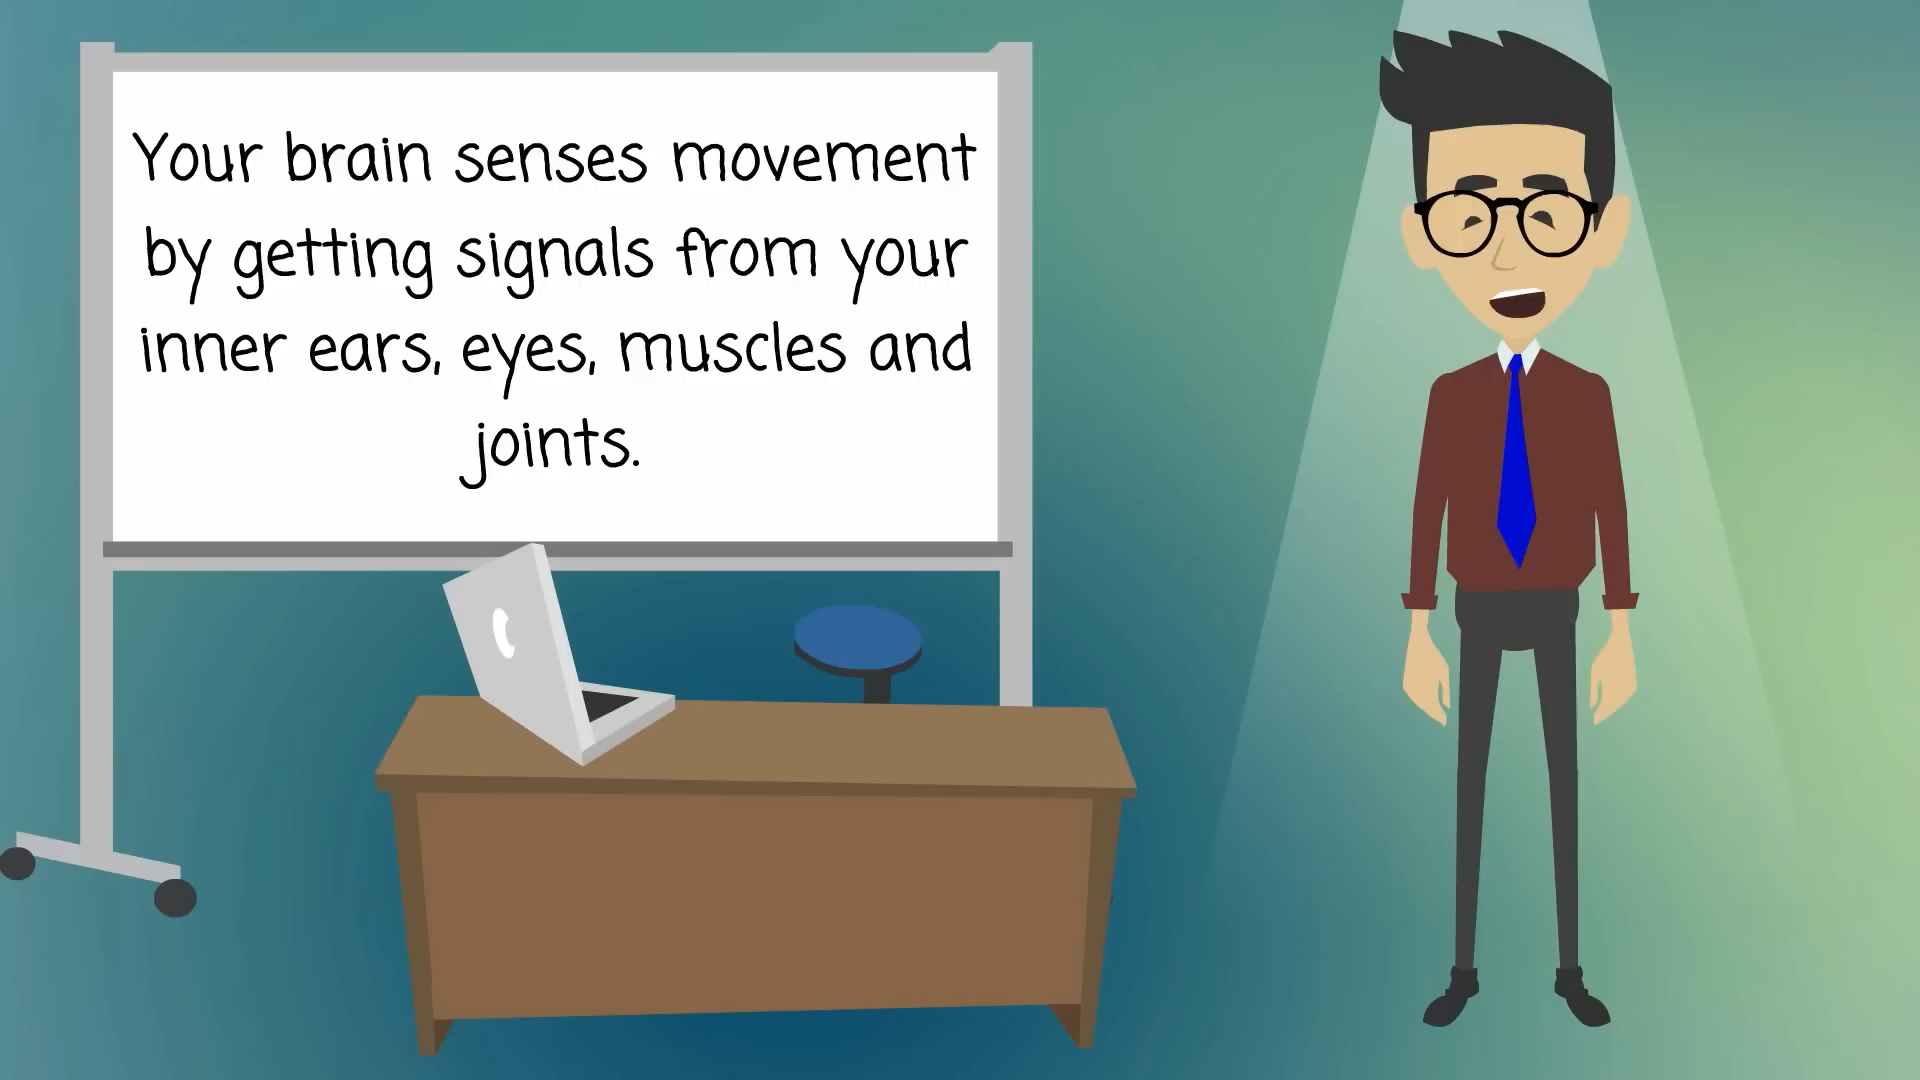 Your brain senses movement
by getting signals from your
inner ears, eyes, muscles and
joints.